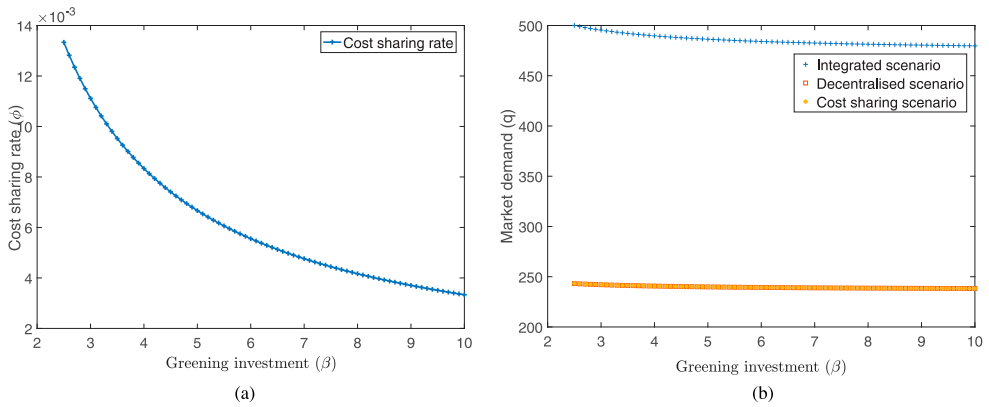 ×10⁻³
14
12
10
8
6
4
2
Cost sharing rate (ϕ)
Cost sharing rate
2 3 4 5 6 7 8 9 10
Greening investment (β)
(a)
500
450
400
350
300
250
200
Market demand (q)
Integrated scenario
Decentralised scenario
Cost sharing scenario
2 3 4 5 6 7 8 9 10
Greening investment (β)
(b)